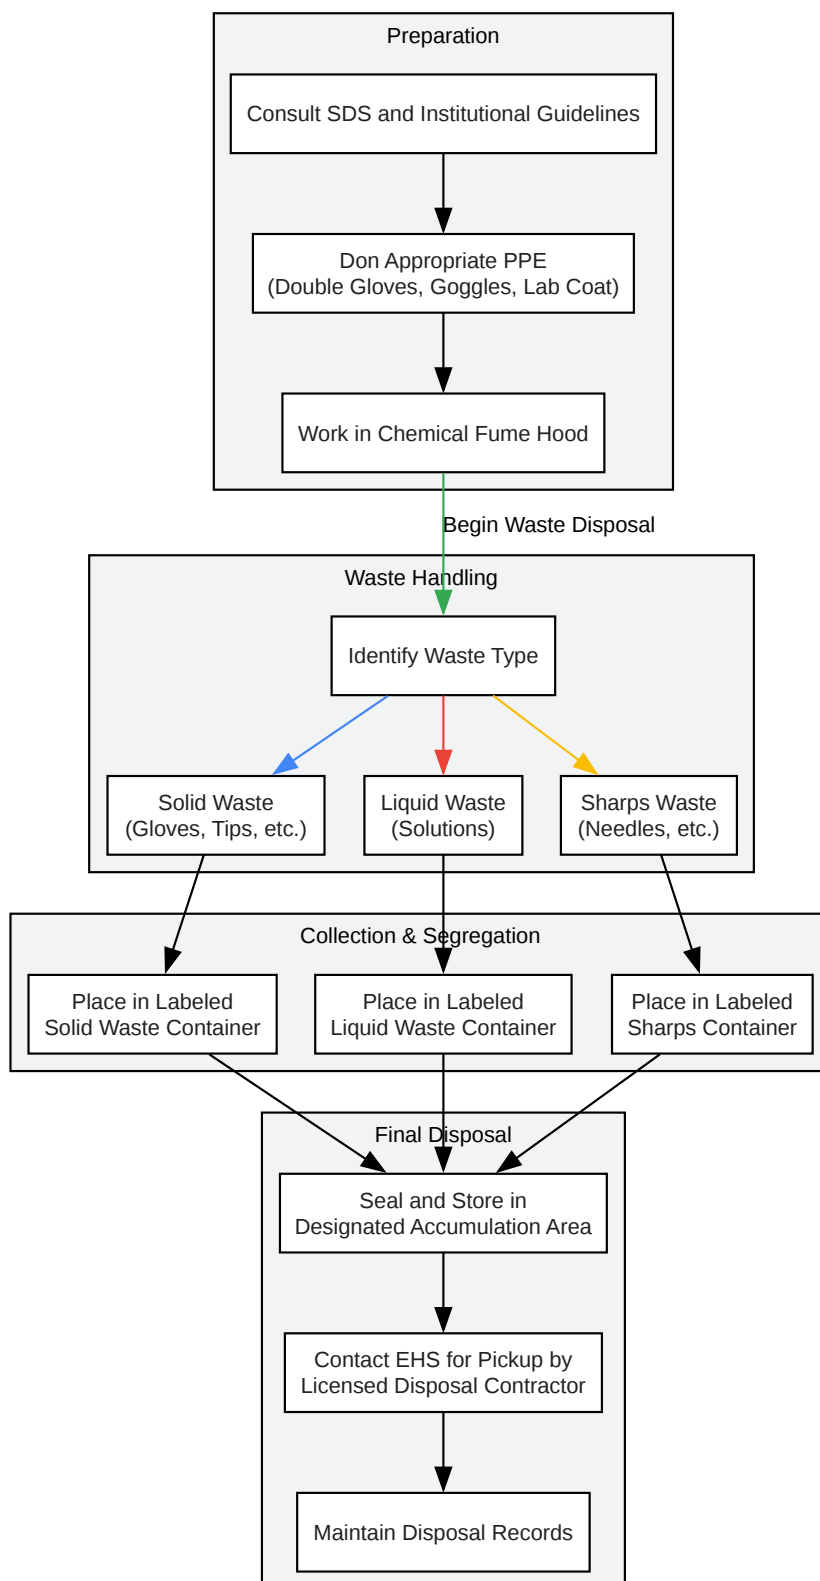 Preparation
Consult SDS and Institutional Guidelines
Don Appropriate PPE
(Double Gloves, Goggles, Lab Coat)
Work in Chemical Fume Hood
Begin Waste Disposal
Waste Handling
Identify Waste Type
Solid Waste
(Gloves, Tips, etc.)
Liquid Waste
(Solutions)
Sharps Waste
(Needles, etc.)
Collection & Segregation
Place in Labeled
Solid Waste Container
Place in Labeled
Liquid Waste Container
Place in Labeled
Sharps Container
Final Disposal
Seal and Store in
Designated Accumulation Area
Contact EHS for Pickup by
Licensed Disposal Contractor
Maintain Disposal Records